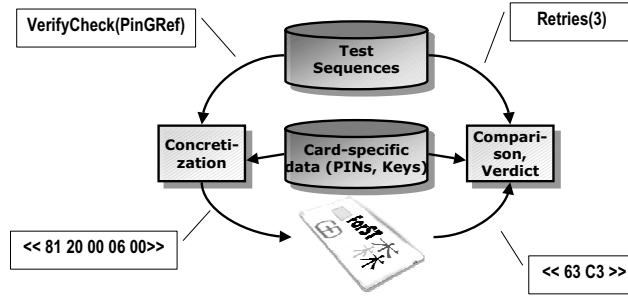 VerifyCheck(PinGRef)
Retries(3)
Test
Sequences
Concreti-
zation
Card-specific
data (PINs, Keys)
Compari-
son,
Verdict
<< 81 20 00 06 00>>
ForST
<< 63 C3 >>